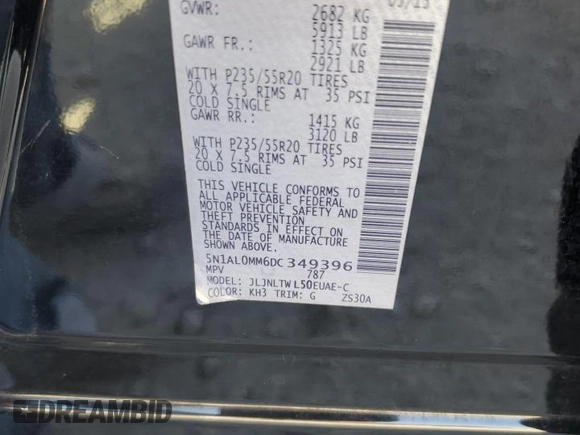 GVWR: 2682 KG
5913 LB
GAWR FR.: 1325 KG
2921 LB
WITH P235/55R20 TIRES
20 X 7.5 RIMS AT 35 PSI
COLD SINGLE
GAWR RR.: 1415 KG
3120 LB
WITH P235/55R20 TIRES
20 X 7.5 RIMS AT 35 PSI
COLD SINGLE
THIS VEHICLE CONFORMS TO
ALL APPLICABLE FEDERAL
MOTOR VEHICLE SAFETY AND
THEFT PREVENTION
STANDARDS IN EFFECT ON
THE DATE OF MANUFACTURE
SHOWN ABOVE.
5N1AL0MM6DC349396
MPV 787
MODEL: JLJNLTWL50EUAE-C
COLOR: KH3 TRIM: G ZS30A
DREAMBID